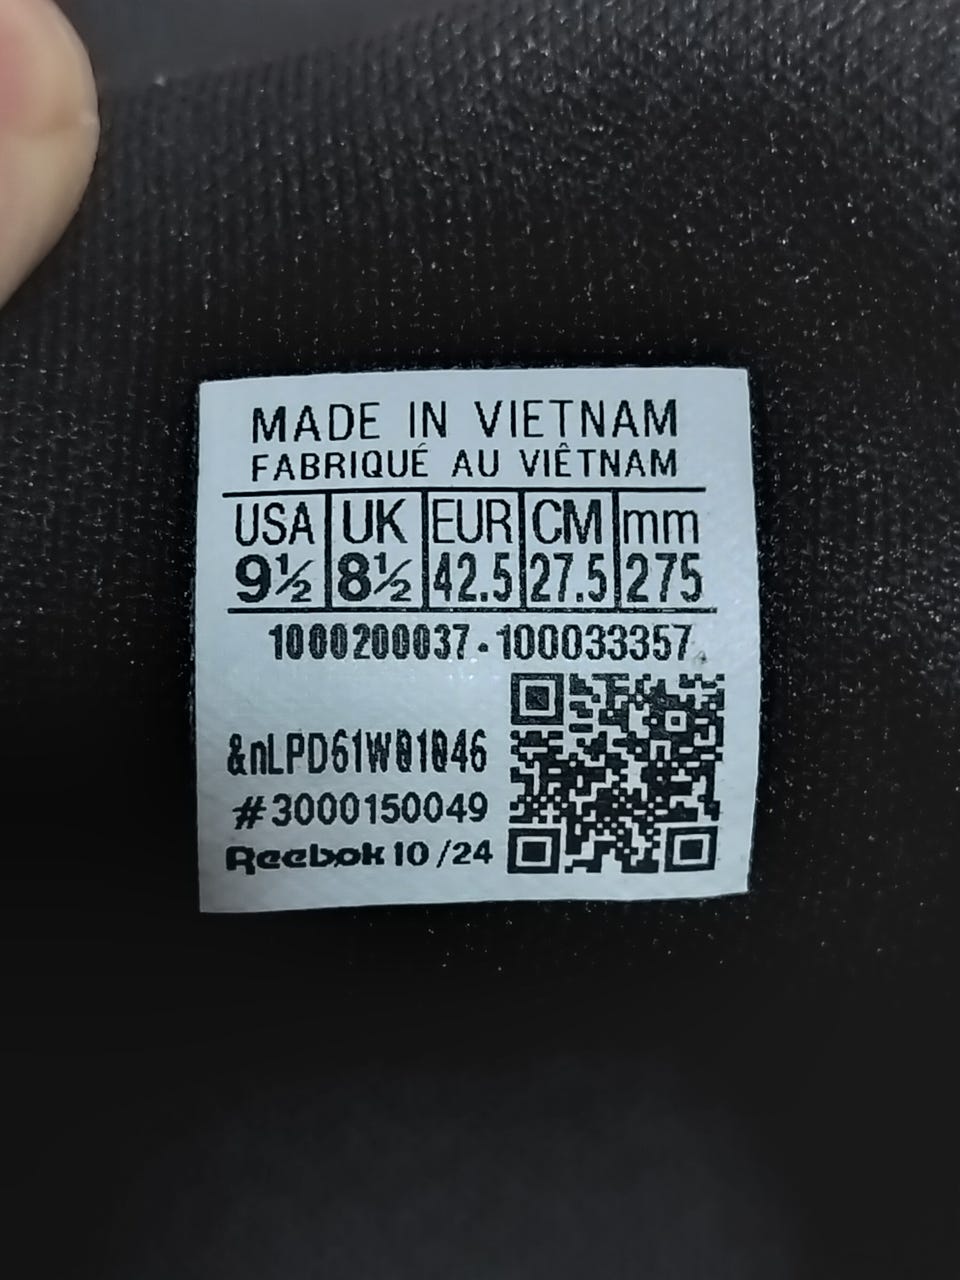 MADE IN VIETNAM
FABRIQUÉ AU VIÊTNAM
USA UK EUR CM mm
9½ 8½ 42.5 27.5 275
1000200037·100033357
&nLPD61W01046
#3000150049
Reebok 10/24